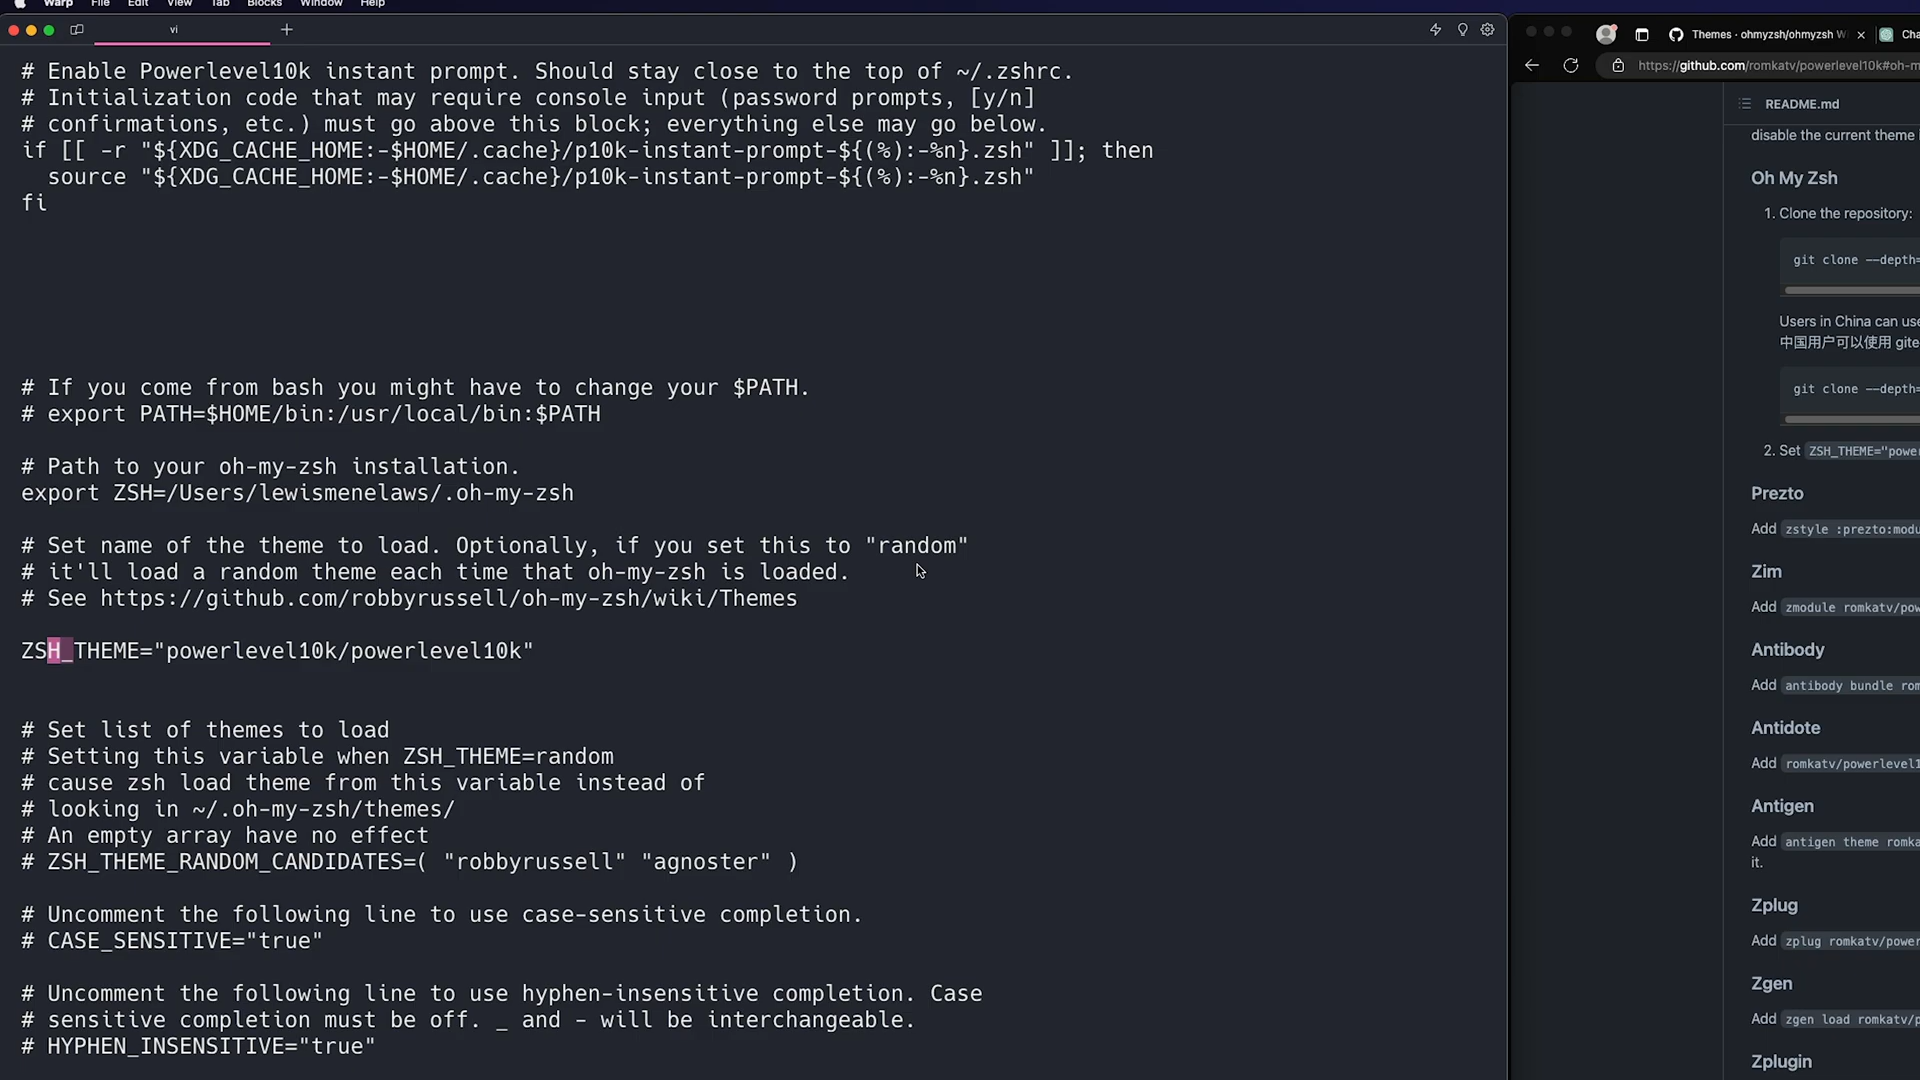 Warp File Edit View Tab Blocks Window Help
vi
# Enable Powerlevel10k instant prompt. Should stay close to the top of ~/.zshrc.
# Initialization code that may require console input (password prompts, [y/n]
# confirmations, etc.) must go above this block; everything else may go below.
if [[ -r "${XDG_CACHE_HOME:-$HOME/.cache}/p10k-instant-prompt-${(%):-%n}.zsh" ]]; then
  source "${XDG_CACHE_HOME:-$HOME/.cache}/p10k-instant-prompt-${(%):-%n}.zsh"
fi
# If you come from bash you might have to change your $PATH.
# export PATH=$HOME/bin:/usr/local/bin:$PATH
# Path to your oh-my-zsh installation.
export ZSH=/Users/lewismenelaws/.oh-my-zsh
# Set name of the theme to load. Optionally, if you set this to "random"
# it'll load a random theme each time that oh-my-zsh is loaded.
# See https://github.com/robbyrussell/oh-my-zsh/wiki/Themes
ZSH_THEME="powerlevel10k/powerlevel10k"
# Set list of themes to load
# Setting this variable when ZSH_THEME=random
# cause zsh load theme from this variable instead of
# looking in ~/.oh-my-zsh/themes/
# An empty array have no effect
# ZSH_THEME_RANDOM_CANDIDATES=( "robbyrussell" "agnoster" )
# Uncomment the following line to use case-sensitive completion.
# CASE_SENSITIVE="true"
# Uncomment the following line to use hyphen-insensitive completion. Case
# sensitive completion must be off. _ and - will be interchangeable.
# HYPHEN_INSENSITIVE="true"
Themes · ohmyzsh/ohmyzsh W
Cha
https://github.com/romkatv/powerlevel10k#oh-m
README.md
disable the current theme
Oh My Zsh
1. Clone the repository:
git clone --depth=
Users in China can use
中国用户可以使用 gite
git clone --depth=
2. Set ZSH_THEME="power
Prezto
Add zstyle :prezto:modu
Zim
Add zmodule romkatv/pow
Antibody
Add antibody bundle rom
Antidote
Add romkatv/powerlevel1
Antigen
Add antigen theme romka
it.
Zplug
Add zplug romkatv/power
Zgen
Add zgen load romkatv/p
Zplugin